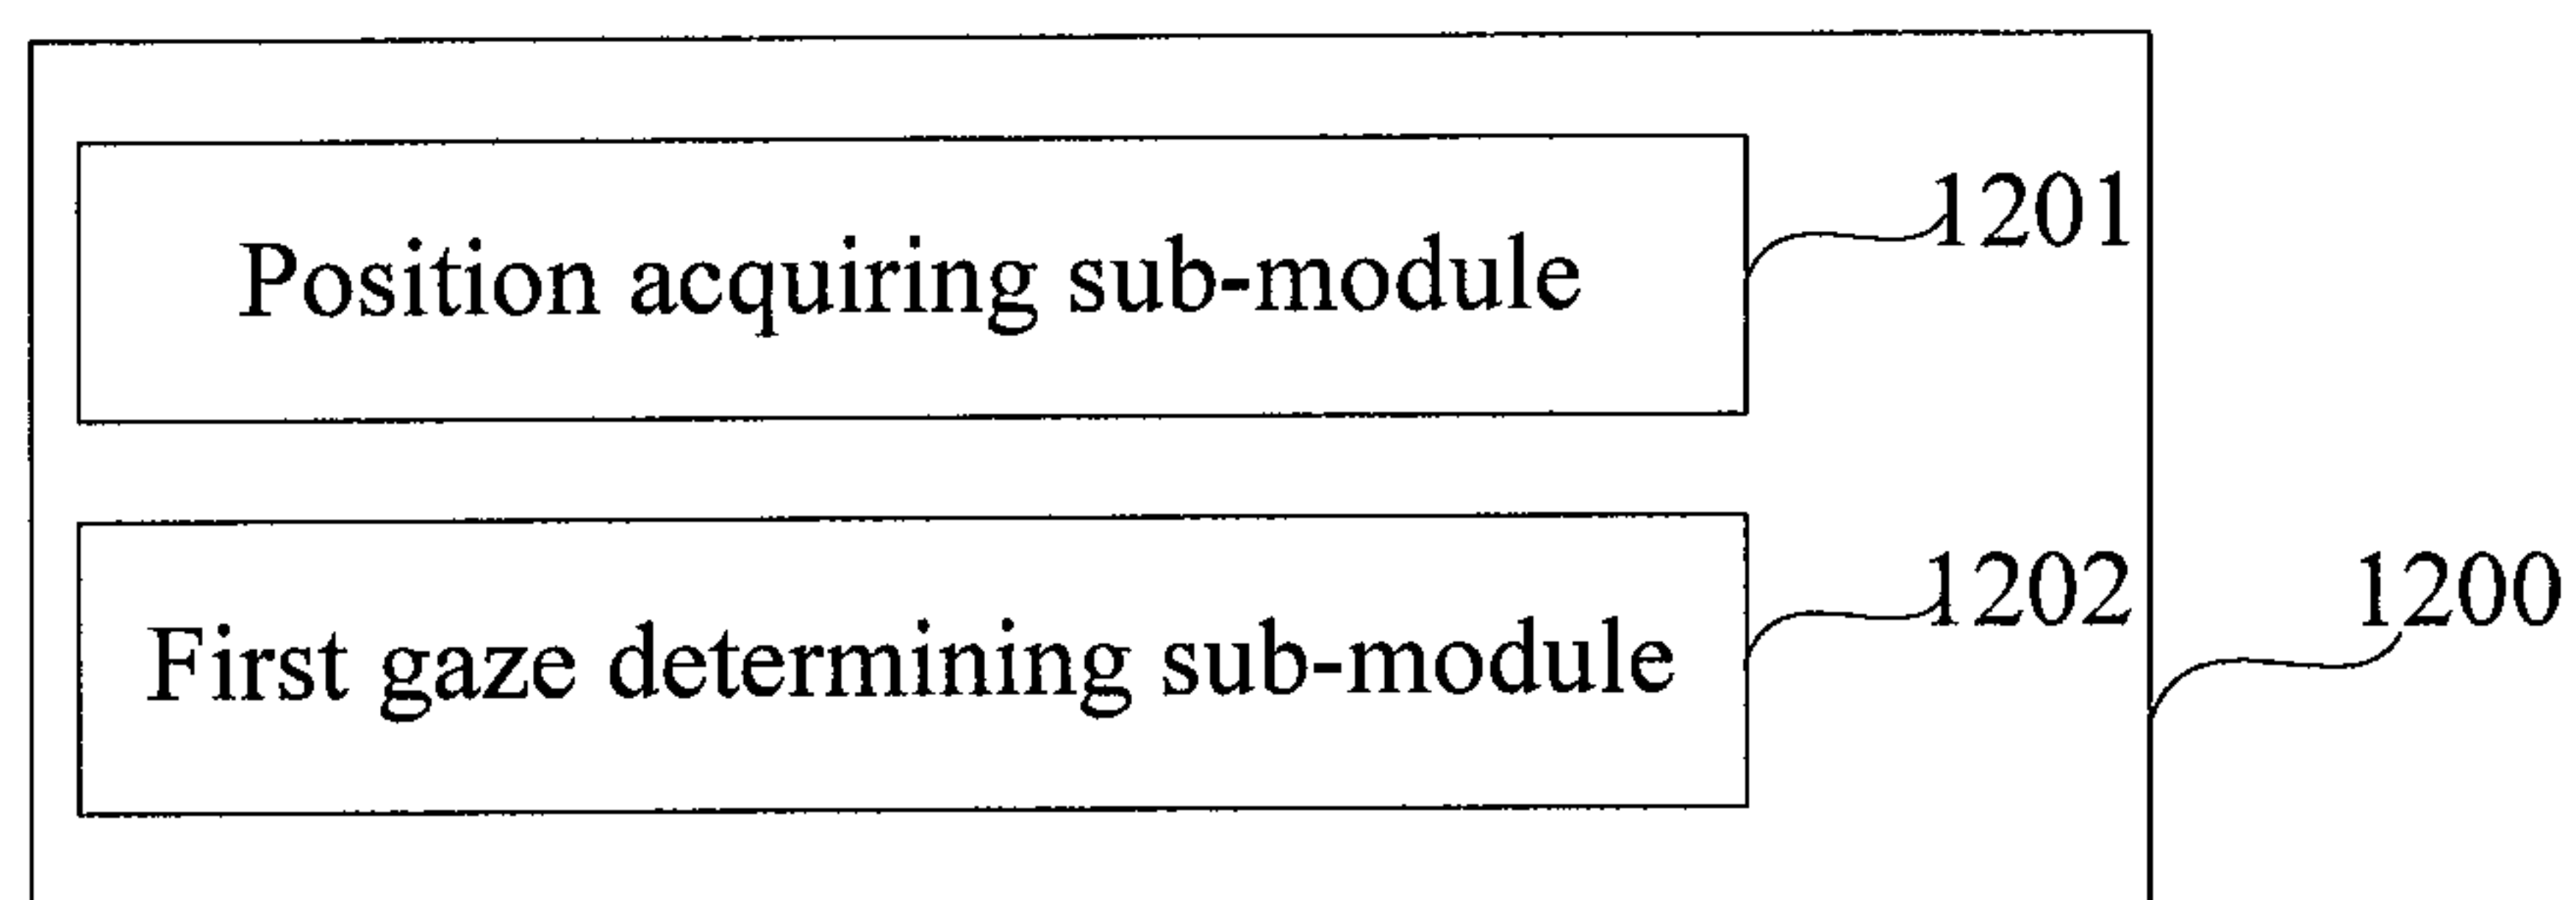 Position acquiring sub-module
1201
First gaze determining sub-module
1202
1200